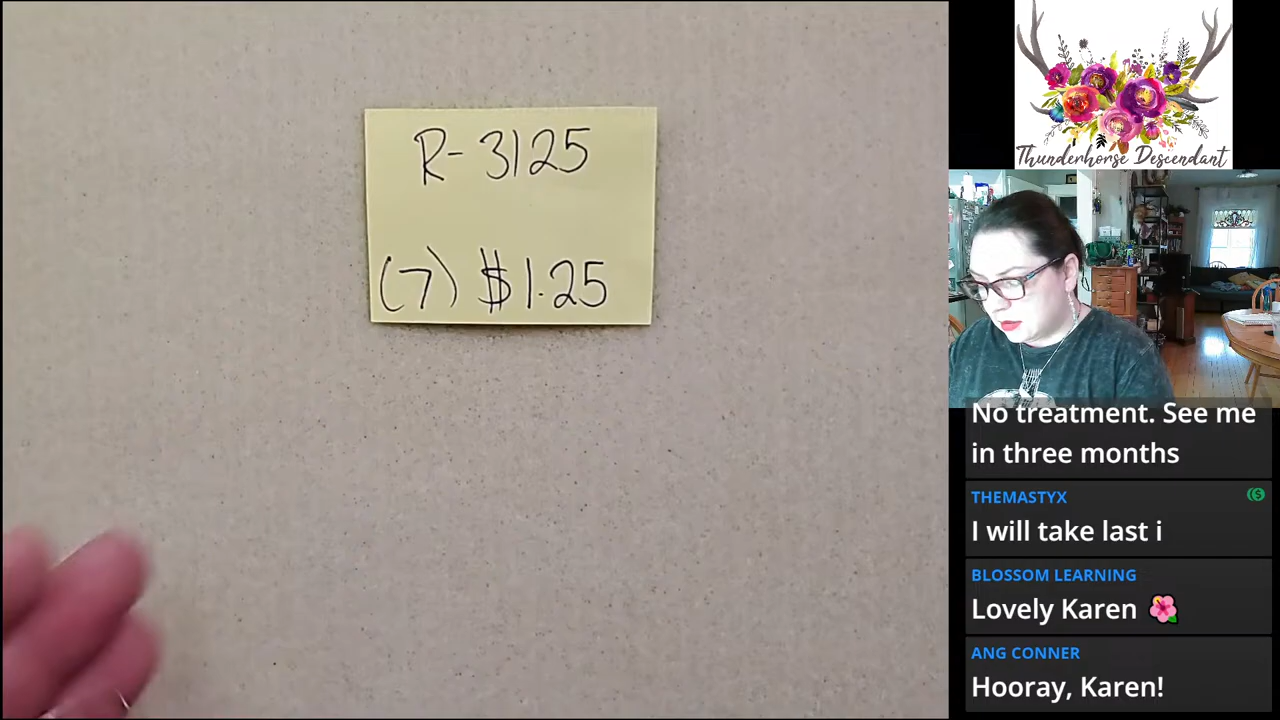 R-3125
(7) $1.25
Thunderhorse Descendant
No treatment. See me
in three months
THEMASTYX
I will take last i
BLOSSOM LEARNING
Lovely Karen 🌺
ANG CONNER
Hooray, Karen!